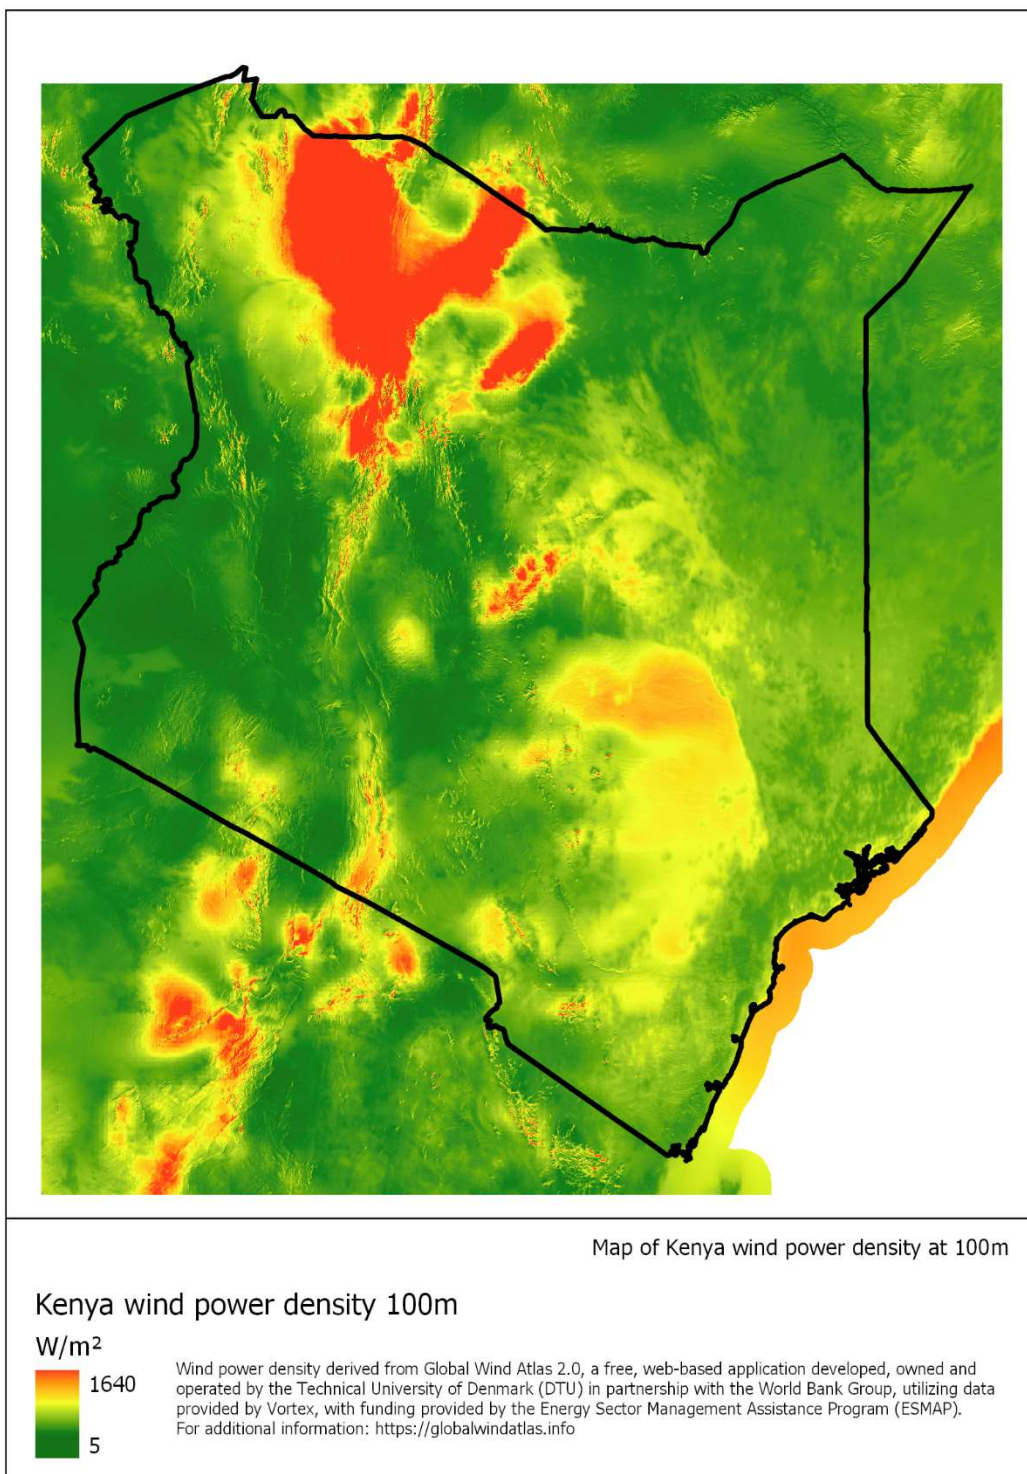 Map of Kenya wind power density at 100m
Kenya wind power density 100m
W/m²
1640
5
Wind power density derived from Global Wind Atlas 2.0, a free, web-based application developed, owned and
operated by the Technical University of Denmark (DTU) in partnership with the World Bank Group, utilizing data
provided by Vortex, with funding provided by the Energy Sector Management Assistance Program (ESMAP).
For additional information: https://globalwindatlas.info